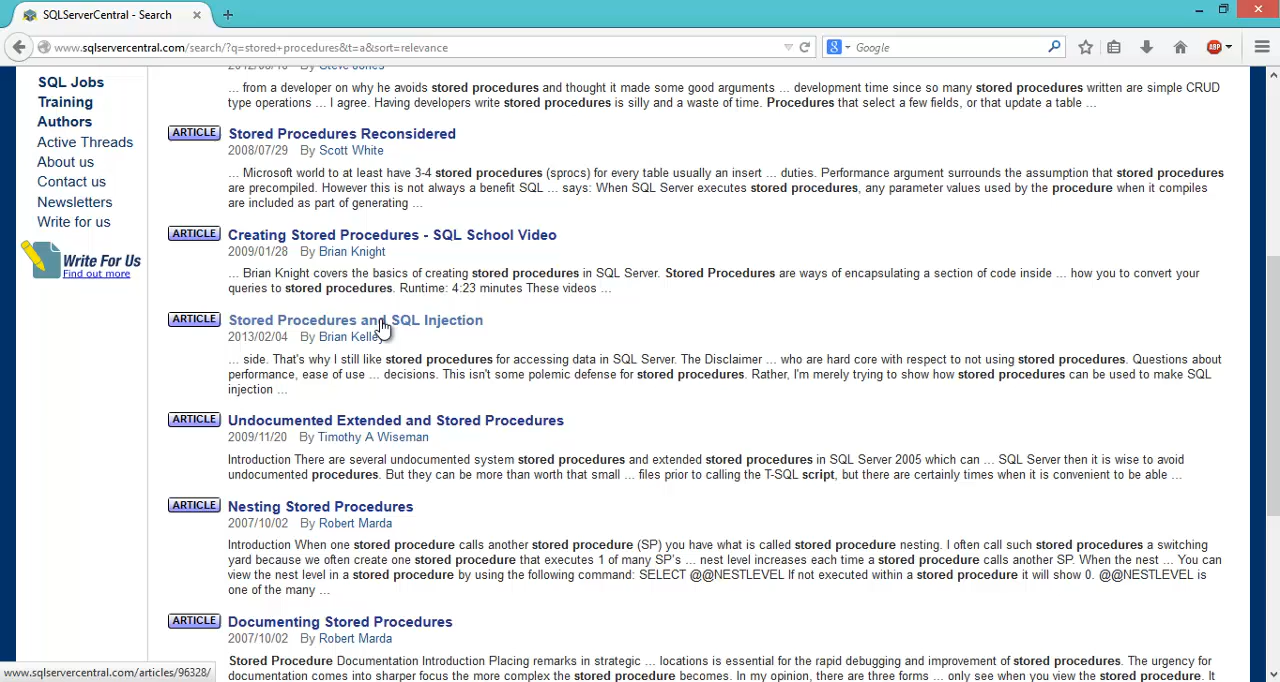 SQLServerCentral - Search
www.sqlservercentral.com/search/?q=stored+procedures&t=a&sort=relevance
Google
ABP
SQL Jobs
Training
Authors
Active Threads
About us
Contact us
Newsletters
Write for us
Write For Us
Find out more
... from a developer on why he avoids stored procedures and thought it made some good arguments ... development time since so many stored procedures written are simple CRUD
type operations ... I agree. Having developers write stored procedures is silly and a waste of time. Procedures that select a few fields, or that update a table ...
ARTICLE Stored Procedures Reconsidered
2008/07/29 By Scott White
... Microsoft world to at least have 3-4 stored procedures (sprocs) for every table usually an insert ... duties. Performance argument surrounds the assumption that stored procedures
are precompiled. However this is not always a benefit SQL ... says: When SQL Server executes stored procedures, any parameter values used by the procedure when it compiles
are included as part of generating ...
ARTICLE Creating Stored Procedures - SQL School Video
2009/01/28 By Brian Knight
... Brian Knight covers the basics of creating stored procedures in SQL Server. Stored Procedures are ways of encapsulating a section of code inside ... how you to convert your
queries to stored procedures. Runtime: 4:23 minutes These videos ...
ARTICLE Stored Procedures and SQL Injection
2013/02/04 By Brian Kelley
... side. That's why I still like stored procedures for accessing data in SQL Server. The Disclaimer ... who are hard core with respect to not using stored procedures. Questions about
performance, ease of use ... decisions. This isn't some polemic defense for stored procedures. Rather, I'm merely trying to show how stored procedures can be used to make SQL
injection ...
ARTICLE Undocumented Extended and Stored Procedures
2009/11/20 By Timothy A Wiseman
Introduction There are several undocumented system stored procedures and extended stored procedures in SQL Server 2005 which can ... SQL Server then it is wise to avoid
undocumented procedures. But they can be more than worth that small ... files prior to calling the T-SQL script, but there are certainly times when it is convenient to be able ...
ARTICLE Nesting Stored Procedures
2007/10/02 By Robert Marda
Introduction When one stored procedure calls another stored procedure (SP) you have what is called stored procedure nesting. I often call such stored procedures a switching
yard because we often create one stored procedure that executes 1 of many SP's ... nest level increases each time a stored procedure calls another SP. When the nest ... You can
view the nest level in a stored procedure by using the following command: SELECT @@NESTLEVEL If not executed within a stored procedure it will show 0. @@NESTLEVEL is
one of the many ...
ARTICLE Documenting Stored Procedures
2007/10/02 By Robert Marda
Stored Procedure Documentation Introduction Placing remarks in strategic ... locations is essential for the rapid debugging and improvement of stored procedures. The urgency for
documentation comes into sharper focus the more complex the stored procedure becomes. In my opinion, there are three forms ... only see when you view the stored procedure. It
www.sqlservercentral.com/articles/96328/